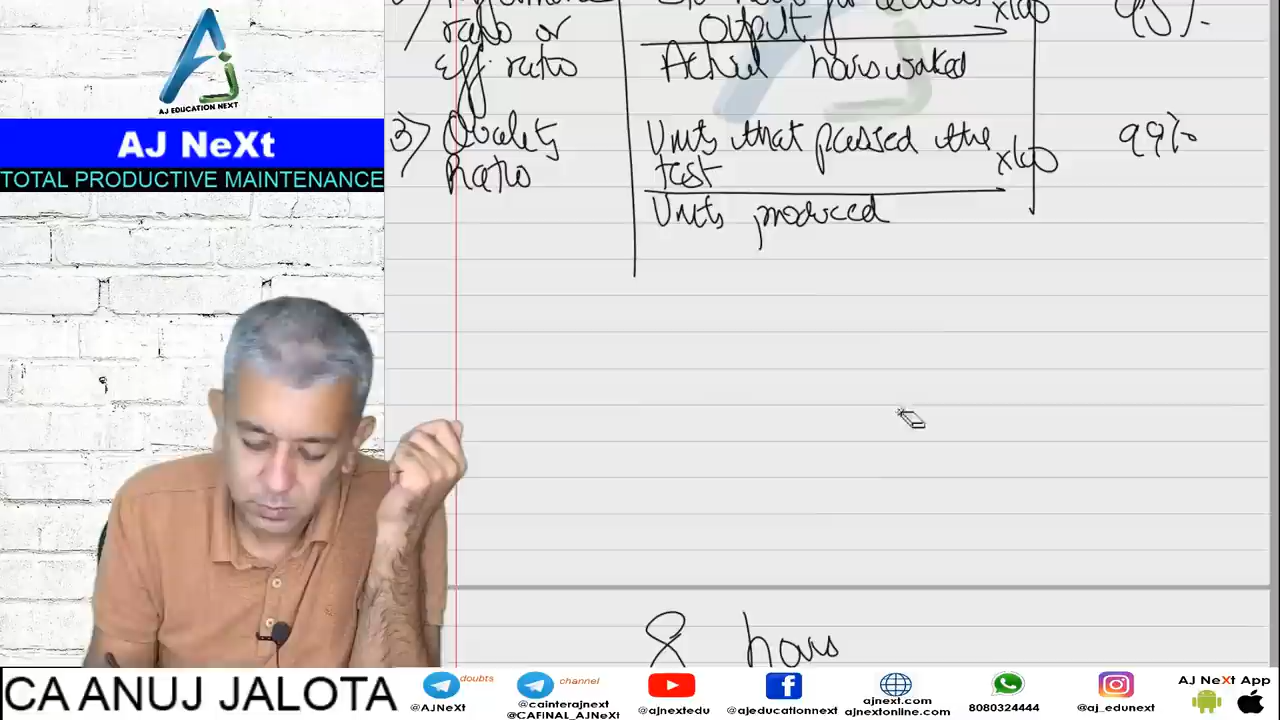 AJ EDUCATION NEXT
AJ NeXt
TOTAL PRODUCTIVE MAINTENANCE
ratio or
output
x100
95%
Eff. ratio
Actual hours worked
3) Quality
Units that passed the
99%
Ratio
test
x100
Units produced
8 hours
CA ANUJ JALOTA
doubts
@AJNeXt
channel
@cainterajnext
@CAFINAL_AJNeXt
@ajnextedu
@ajeducationnext
ajnext.com
ajnextonline.com
8080324444
@aj_edunext
AJ NeXt App